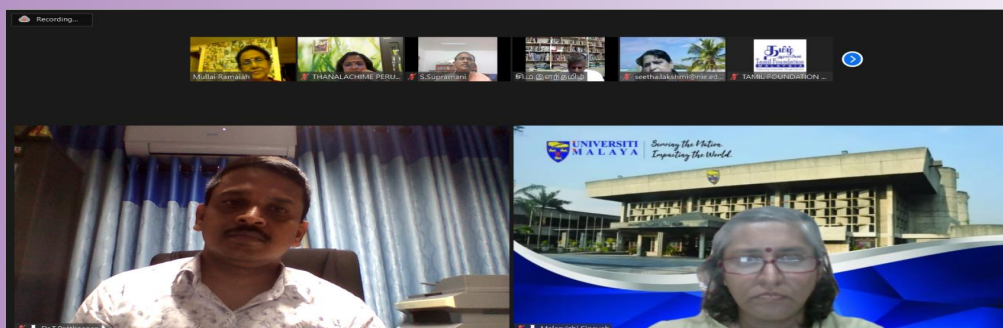 Recording...
Mullai Ramaiah
THANALACHIME PERU...
S.Supramani
seethalakshmi@nie.ed...
தமிழ்
TAMIL FOUNDATION ...
UNIVERSITI
MALAYA
Serving the Nation.
Impacting the World.